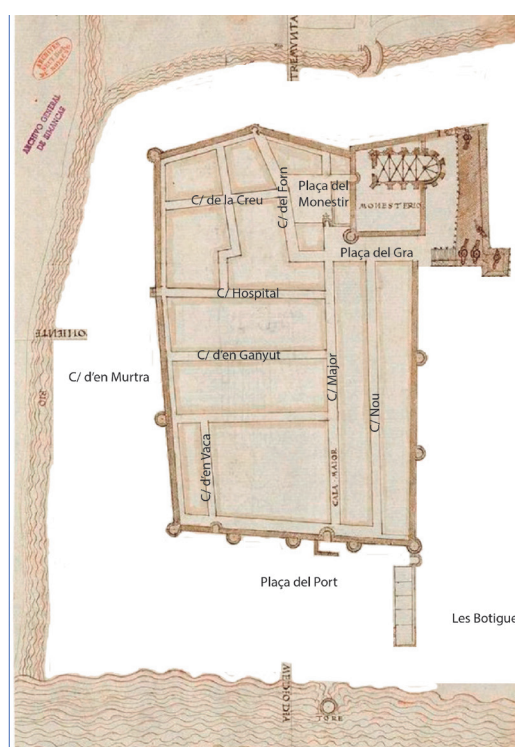 TREMVNTA
ARCHIVO GENERAL
DE SIMANCAS
C/ de la Creu
C/ del Forn
Plaça del
Monestir
MONESTERIO
Plaça del Gra
C/ Hospital
C/ d'en Ganyut
C/ d'en Murtra
C/ Major
C/ Nou
C/ d'en Vaca
CALA MAIOR
Plaça del Port
Les Botigue
TORE